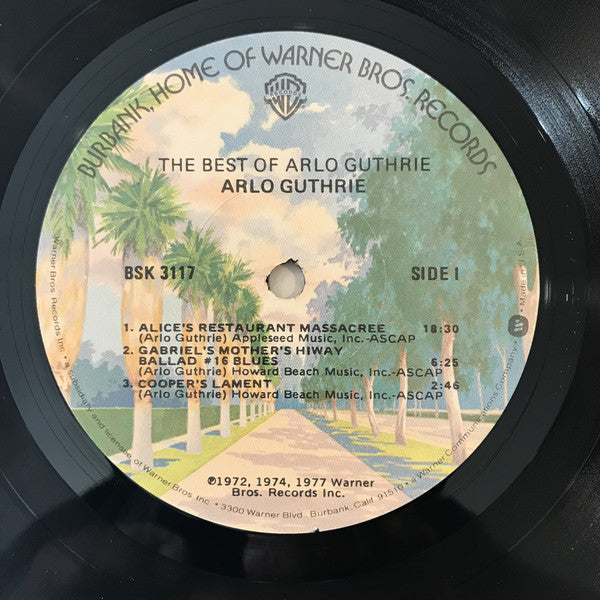 BURBANK, HOME OF WARNER BROS. RECORDS
RECORDS
THE BEST OF ARLO GUTHRIE
ARLO GUTHRIE
BSK 3117
SIDE 1
1. ALICE'S RESTAURANT MASSACREE 18:30
(Arlo Guthrie) Appleseed Music, Inc.-ASCAP
2. GABRIEL'S MOTHER'S HIWAY
BALLAD #16 BLUES 6:25
(Arlo Guthrie) Howard Beach Music, Inc.-ASCAP
3. COOPER'S LAMENT 2:46
(Arlo Guthrie) Howard Beach Music, Inc.-ASCAP
℗1972, 1974, 1977 Warner
Bros. Records Inc.
Warner Bros. Records Inc. • a subsidiary and licensee of Warner Bros. Inc. • 3300 Warner Blvd., Burbank, Calif. 91510 • a Warner Communications Company • Made in U.S.A.